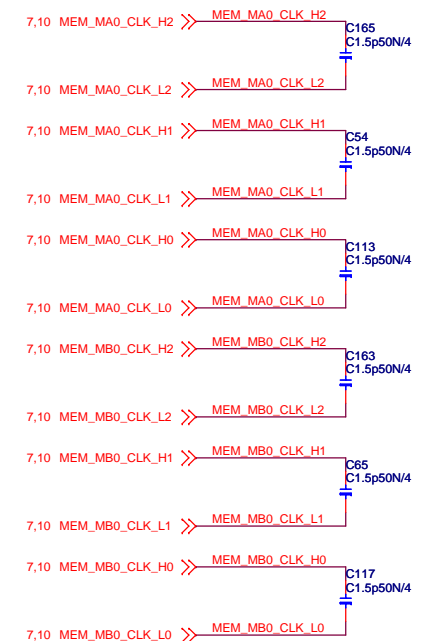 7,10 MEM_MA0_CLK_H2 MEM_MA0_CLK_H2
C165
C1.5p50N/4
7,10 MEM_MA0_CLK_L2 MEM_MA0_CLK_L2
7,10 MEM_MA0_CLK_H1 MEM_MA0_CLK_H1
C54
C1.5p50N/4
7,10 MEM_MA0_CLK_L1 MEM_MA0_CLK_L1
7,10 MEM_MA0_CLK_H0 MEM_MA0_CLK_H0
C113
C1.5p50N/4
7,10 MEM_MA0_CLK_L0 MEM_MA0_CLK_L0
7,10 MEM_MB0_CLK_H2 MEM_MB0_CLK_H2
C163
C1.5p50N/4
7,10 MEM_MB0_CLK_L2 MEM_MB0_CLK_L2
7,10 MEM_MB0_CLK_H1 MEM_MB0_CLK_H1
C65
C1.5p50N/4
7,10 MEM_MB0_CLK_L1 MEM_MB0_CLK_L1
7,10 MEM_MB0_CLK_H0 MEM_MB0_CLK_H0
C117
C1.5p50N/4
7,10 MEM_MB0_CLK_L0 MEM_MB0_CLK_L0